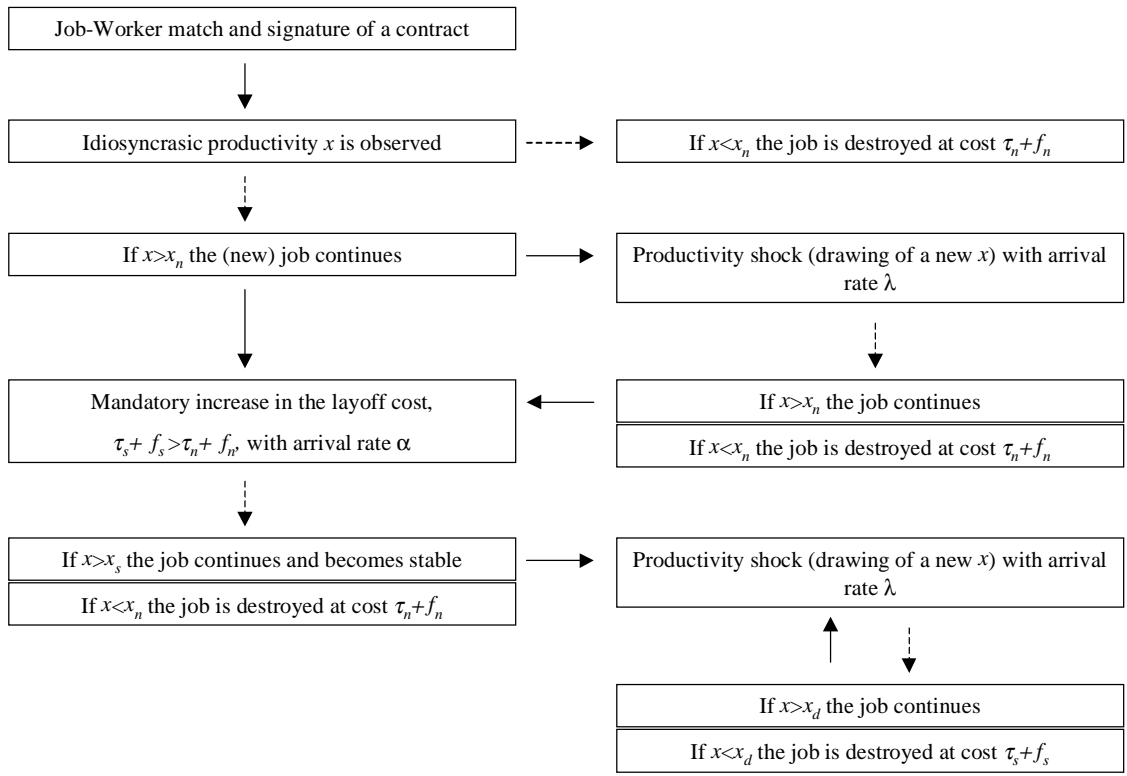 Job-Worker match and signature of a contract
Idiosyncrasic productivity x is observed
If x<xₙ the job is destroyed at cost τₙ+fₙ
If x>xₙ the (new) job continues
Productivity shock (drawing of a new x) with arrival
rate λ
Mandatory increase in the layoff cost,
τₛ+ fₛ>τₙ+ fₙ, with arrival rate α
If x>xₙ the job continues
If x<xₙ the job is destroyed at cost τₙ+fₙ
If x>xₛ the job continues and becomes stable
If x<xₙ the job is destroyed at cost τₙ+fₙ
Productivity shock (drawing of a new x) with arrival
rate λ
If x>x_d the job continues
If x<x_d the job is destroyed at cost τₛ+fₛ